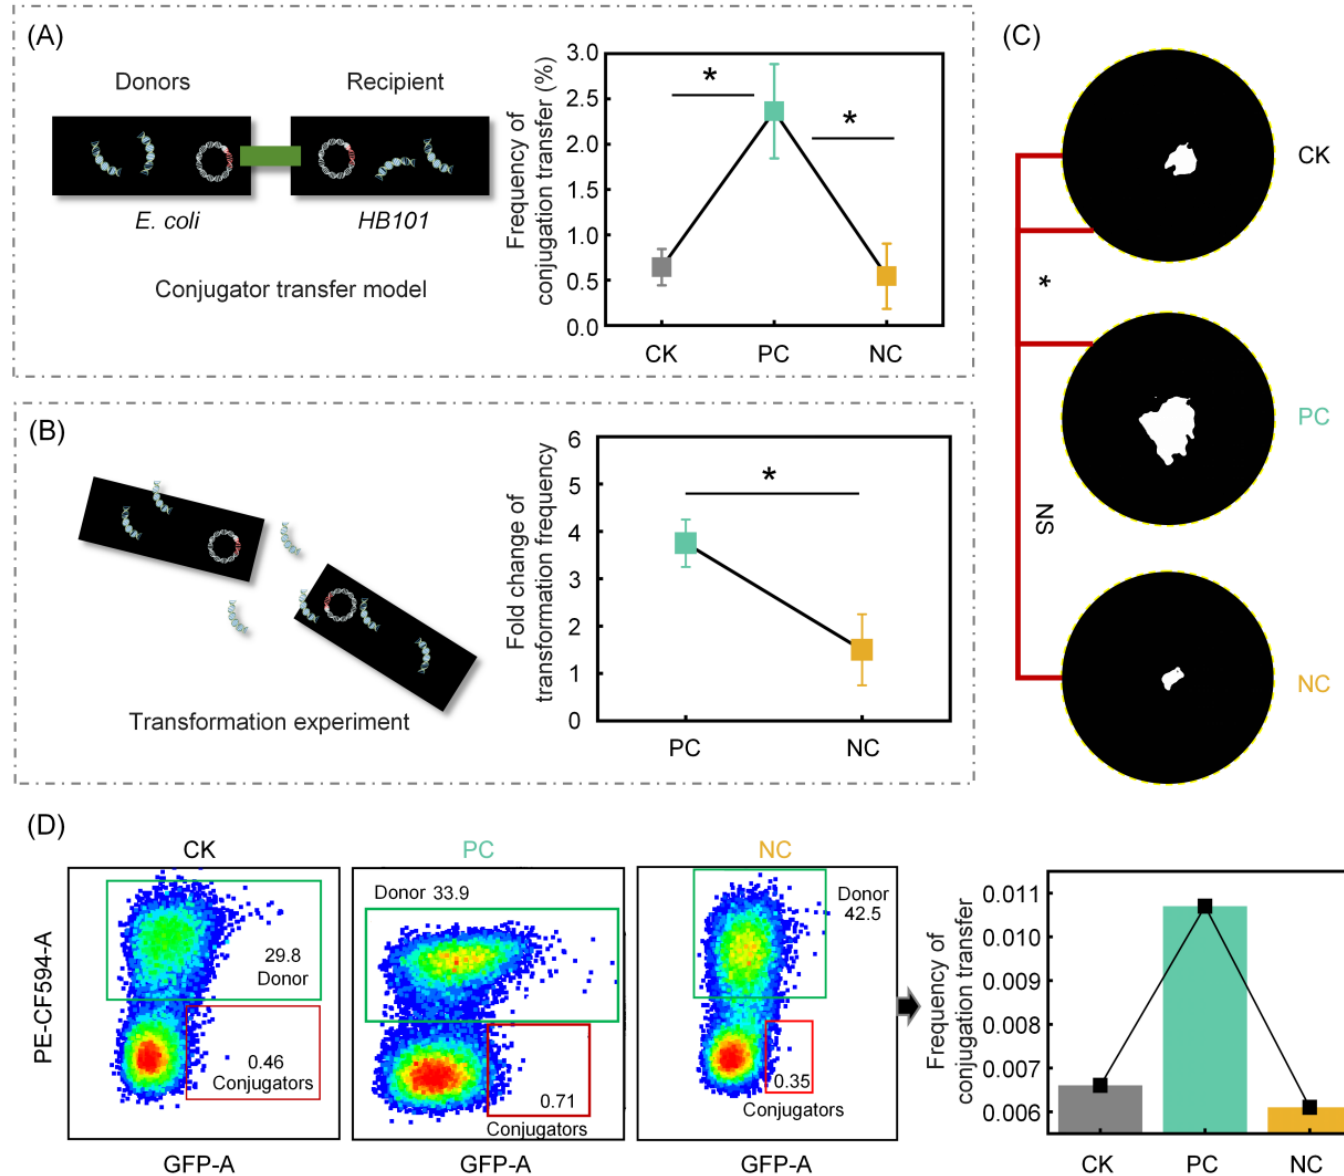 (A)
Donors
Recipient
E. coli
HB101
Conjugator transfer model
Frequency of
conjugation transfer (%)
3.0
2.5
2.0
1.5
1.0
0.5
0.0
*
*
CK
PC
NC
(B)
Transformation experiment
Fold change of
transformation frequency
6
5
4
3
2
1
0
*
PC
NC
(C)
CK
*
PC
NS
NC
(D)
CK
PC
NC
PE-CF594-A
29.8
Donor
0.46
Conjugators
GFP-A
Donor 33.9
0.71
Conjugators
GFP-A
Donor
42.5
0.35
Conjugators
GFP-A
Frequency of
conjugation transfer
0.011
0.010
0.009
0.008
0.007
0.006
CK
PC
NC